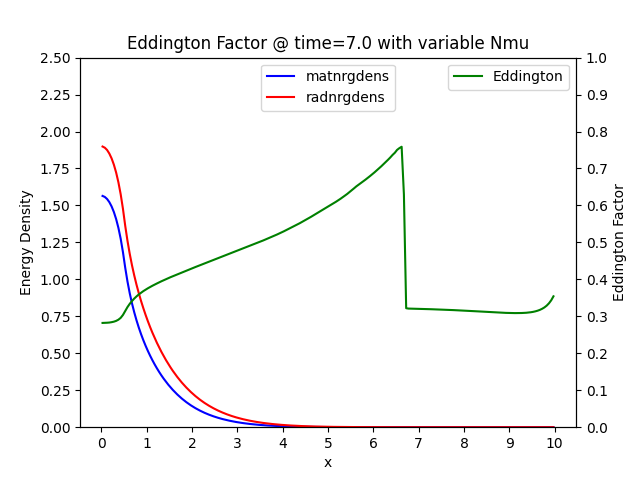 Eddington Factor @ time=7.0 with variable Nmu
matnrgdens
radnrgdens
Eddington
2.50
2.25
2.00
1.75
1.50
1.25
1.00
0.75
0.50
0.25
0.00
Energy Density
1.0
0.9
0.8
0.7
0.6
0.5
0.4
0.3
0.2
0.1
0.0
Eddington Factor
0 1 2 3 4 5 6 7 8 9 10
x